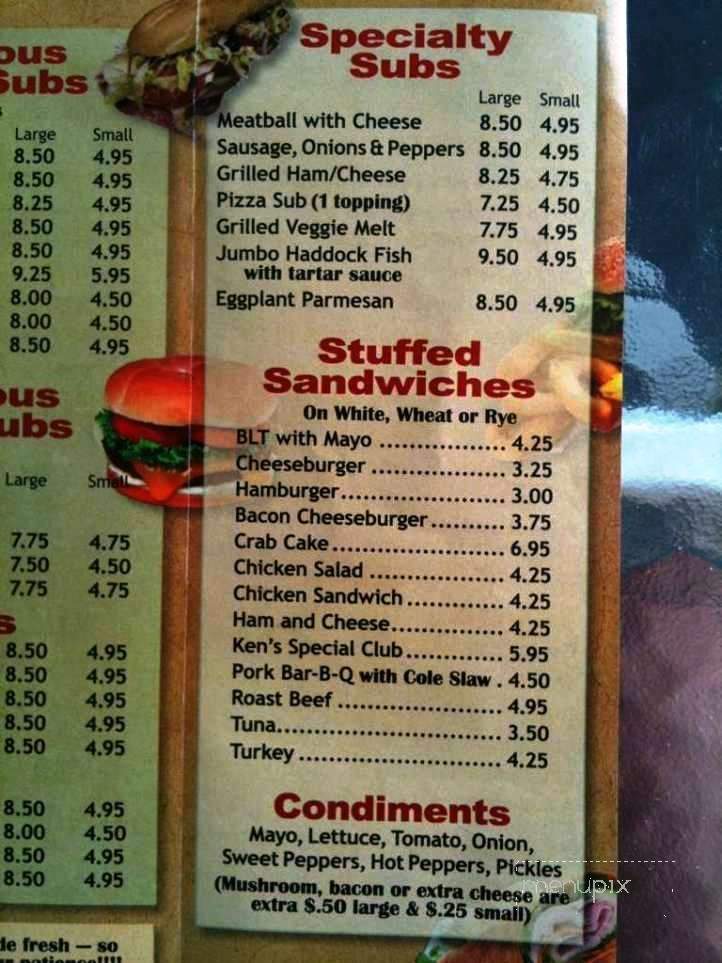 ous
Subs
Large Small
8.50 4.95
8.50 4.95
8.25 4.95
8.50 4.95
8.50 4.95
9.25 5.95
8.00 4.50
8.00 4.50
8.50 4.95
ous
ubs
Large Small
7.75 4.75
7.50 4.50
7.75 4.75
s
8.50 4.95
8.50 4.95
8.50 4.95
8.50 4.95
8.50 4.95
8.50 4.95
8.00 4.50
8.50 4.95
8.50 4.95
de fresh — so
ur patience!!!!
Specialty
Subs
Large Small
Meatball with Cheese 8.50 4.95
Sausage, Onions & Peppers 8.50 4.95
Grilled Ham/Cheese 8.25 4.75
Pizza Sub (1 topping) 7.25 4.50
Grilled Veggie Melt 7.75 4.95
Jumbo Haddock Fish 9.50 4.95
with tartar sauce
Eggplant Parmesan 8.50 4.95
Stuffed
Sandwiches
On White, Wheat or Rye
BLT with Mayo .................. 4.25
Cheeseburger ................... 3.25
Hamburger....................... 3.00
Bacon Cheeseburger.......... 3.75
Crab Cake........................ 6.95
Chicken Salad ................... 4.25
Chicken Sandwich .............. 4.25
Ham and Cheese................ 4.25
Ken's Special Club.............. 5.95
Pork Bar-B-Q with Cole Slaw . 4.50
Roast Beef ....................... 4.95
Tuna................................ 3.50
Turkey ............................. 4.25
Condiments
Mayo, Lettuce, Tomato, Onion,
Sweet Peppers, Hot Peppers, Pickles
(Mushroom, bacon or extra cheese are
extra $.50 large & $.25 small)
menupix